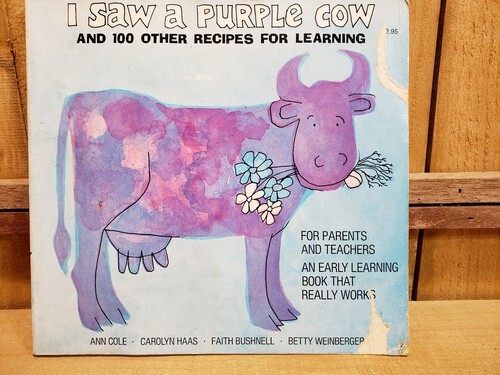 I SAW A PURPLE COW
AND 100 OTHER RECIPES FOR LEARNING
2.95
FOR PARENTS
AND TEACHERS
AN EARLY LEARNING
BOOK THAT
REALLY WORKS
ANN COLE · CAROLYN HAAS · FAITH BUSHNELL · BETTY WEINBERGER